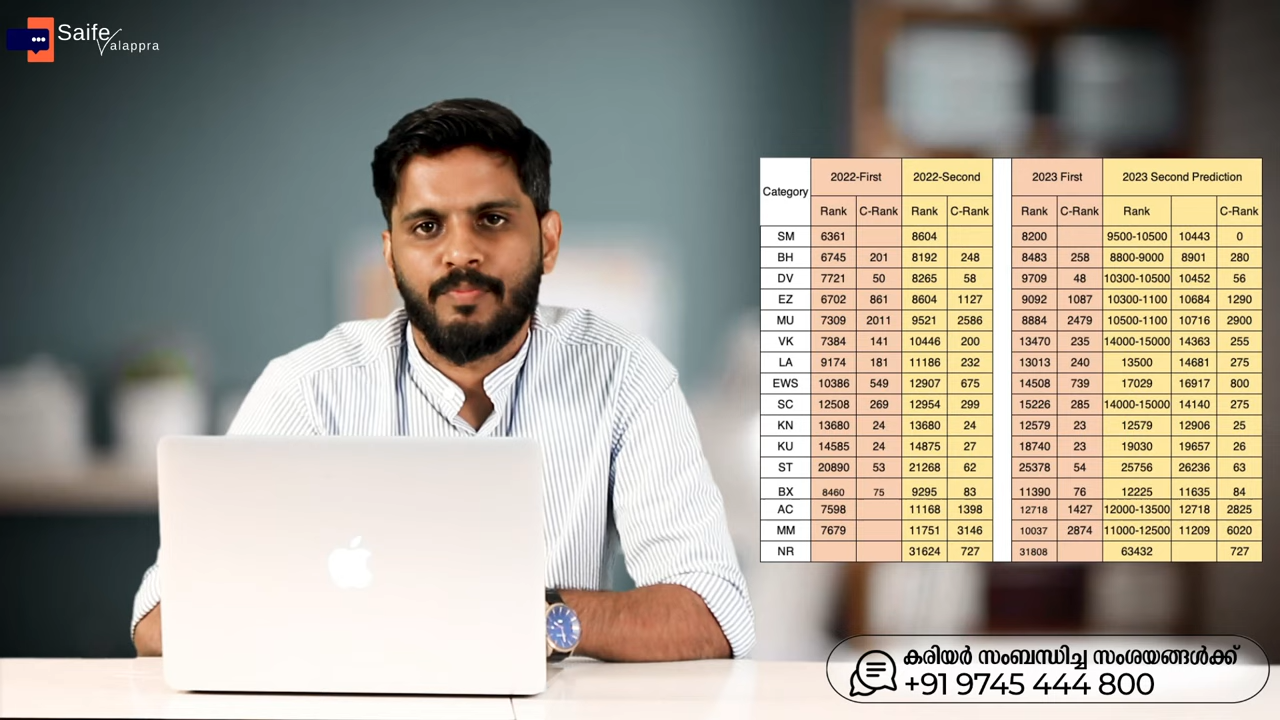 Saife
Valappra
Category 2022-First 2022-Second 2023 First 2023 Second Prediction
Rank C-Rank Rank C-Rank Rank C-Rank Rank C-Rank
SM 6361 8604 8200 9500-10500 10443 0
BH 6745 201 8192 248 8483 258 8800-9000 8901 280
DV 7721 50 8265 58 9709 48 10300-10500 10452 56
EZ 6702 861 8604 1127 9092 1087 10300-1100 10684 1290
MU 7309 2011 9521 2586 8884 2479 10500-1100 10716 2900
VK 7384 141 10446 200 13470 235 14000-15000 14363 255
LA 9174 181 11186 232 13013 240 13500 14681 275
EWS 10386 549 12907 675 14508 739 17029 16917 800
SC 12508 269 12954 299 15226 285 14000-15000 14140 275
KN 13680 24 13680 24 12579 23 12579 12906 25
KU 14585 24 14875 27 18740 23 19030 19657 26
ST 20890 53 21268 62 25378 54 25756 26236 63
BX 8460 75 9295 83 11390 76 12225 11635 84
AC 7598 11168 1398 12718 1427 12000-13500 12718 2825
MM 7679 11751 3146 10037 2874 11000-12500 11209 6020
NR 31624 727 31808 63432 727
കരിയർ സംബന്ധിച്ച സംശയങ്ങൾക്ക്
+91 9745 444 800